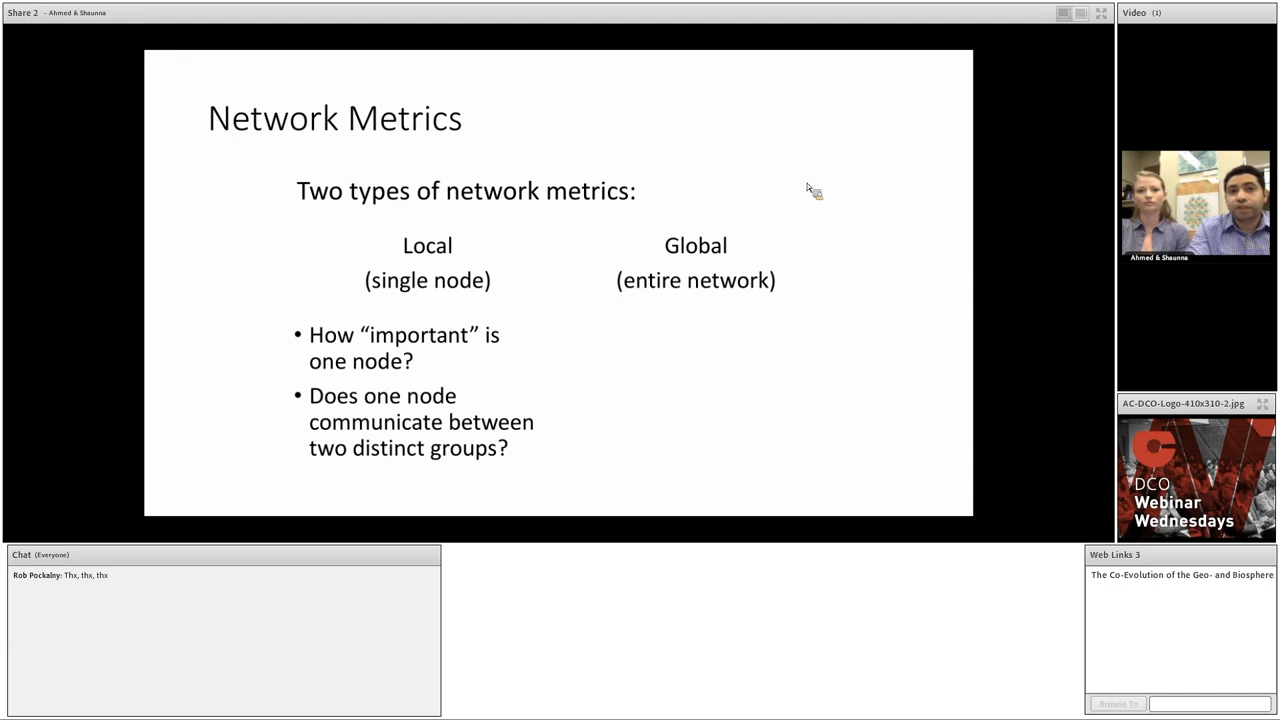 Share 2 - Ahmed & Shaunna
Network Metrics
Two types of network metrics:
Local
(single node)
Global
(entire network)
• How “important” is
one node?
• Does one node
communicate between
two distinct groups?
Video (1)
Ahmed & Shaunna
AC-DCO-Logo-410x310-2.jpg
DCO
Webinar
Wednesdays
Chat (Everyone)
Rob Pockalny: Thx, thx, thx
Web Links 3
The Co-Evolution of the Geo- and Biosphere
Browse To